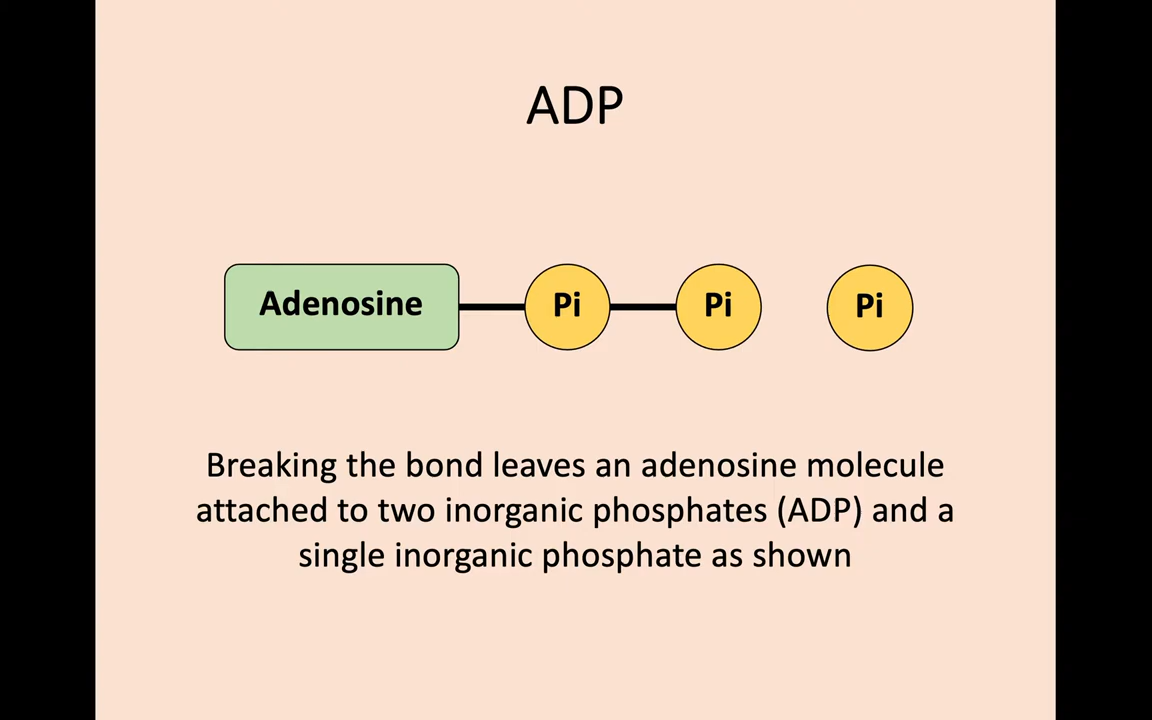 ADP
Adenosine Pi Pi Pi
Breaking the bond leaves an adenosine molecule
attached to two inorganic phosphates (ADP) and a
single inorganic phosphate as shown